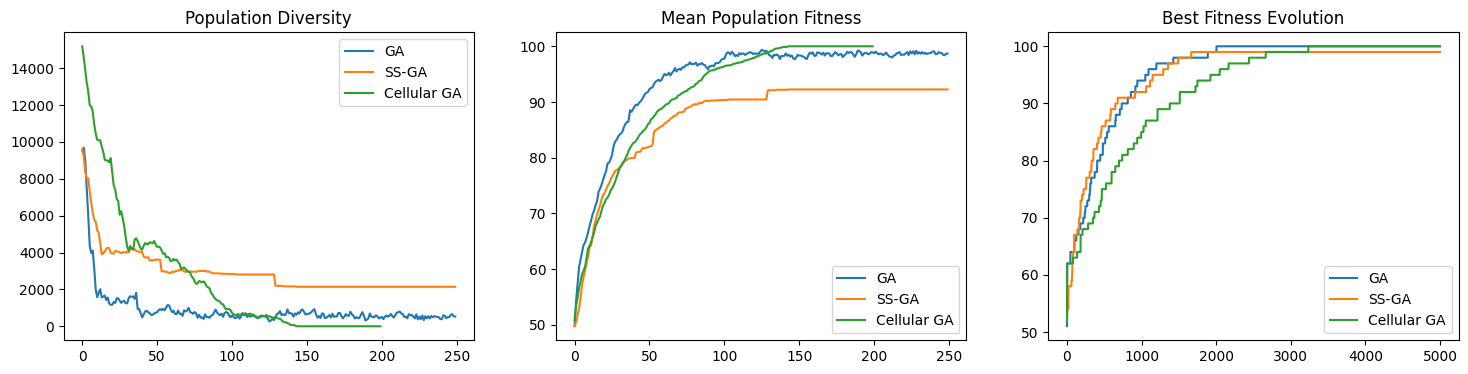 Population Diversity
GA
SS-GA
Cellular GA
14000
12000
10000
8000
6000
4000
2000
0
0 50 100 150 200 250
Mean Population Fitness
100
90
80
70
60
50
GA
SS-GA
Cellular GA
0 50 100 150 200 250
Best Fitness Evolution
100
90
80
70
60
50
GA
SS-GA
Cellular GA
0 1000 2000 3000 4000 5000